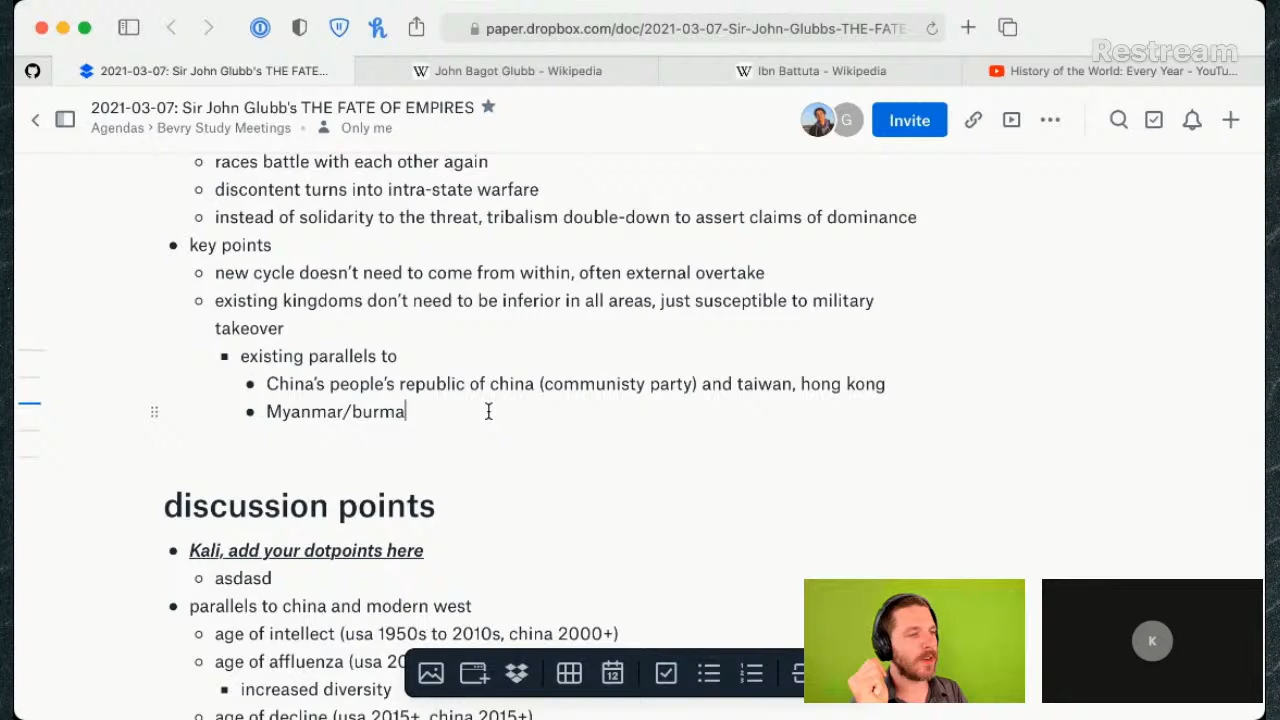 paper.dropbox.com/doc/2021-03-07-Sir-John-Glubbs-THE-FATE-
Restream
2021-03-07: Sir John Glubb's THE FATE...
W John Bagot Glubb – Wikipedia
W Ibn Battuta – Wikipedia
History of the World: Every Year - YouTu...
2021-03-07: Sir John Glubb's THE FATE OF EMPIRES
Agendas › Bevry Study Meetings • Only me
G
Invite
races battle with each other again
discontent turns into intra-state warfare
instead of solidarity to the threat, tribalism double-down to assert claims of dominance
key points
new cycle doesn't need to come from within, often external overtake
existing kingdoms don't need to be inferior in all areas, just susceptible to military
takeover
existing parallels to
China's people's republic of china (communisty party) and taiwan, hong kong
Myanmar/burma
discussion points
Kali, add your dotpoints here
asdasd
parallels to china and modern west
age of intellect (usa 1950s to 2010s, china 2000+)
age of affluenza (usa 20
increased diversity
age of decline (usa 2015+, china 2015+)
12
K